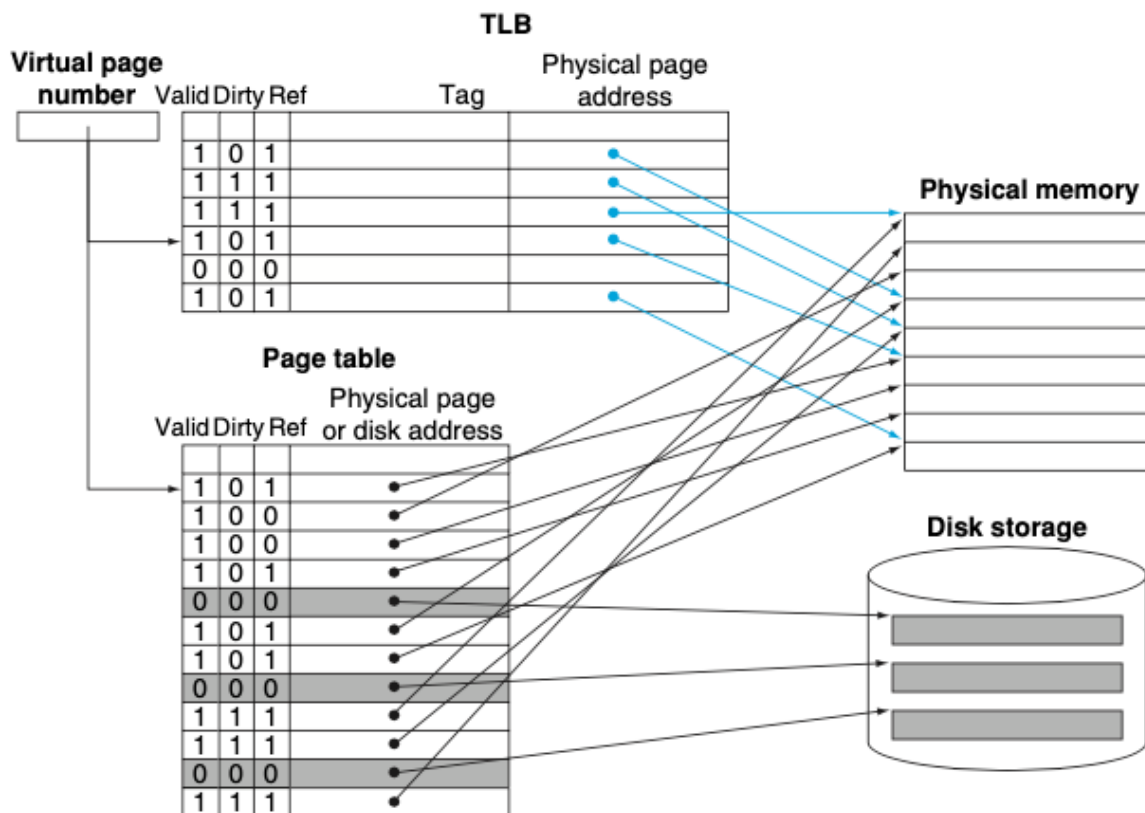 TLB
Virtual page
number
Physical page
address
Valid Dirty Ref Tag
1 0 1
1 1 1
1 1 1
1 0 1
0 0 0
1 0 1
Physical memory
Page table
Physical page
or disk address
Valid Dirty Ref
1 0 1
1 0 0
1 0 0
1 0 1
0 0 0
1 0 1
1 0 1
0 0 0
1 1 1
1 1 1
0 0 0
1 1 1
Disk storage